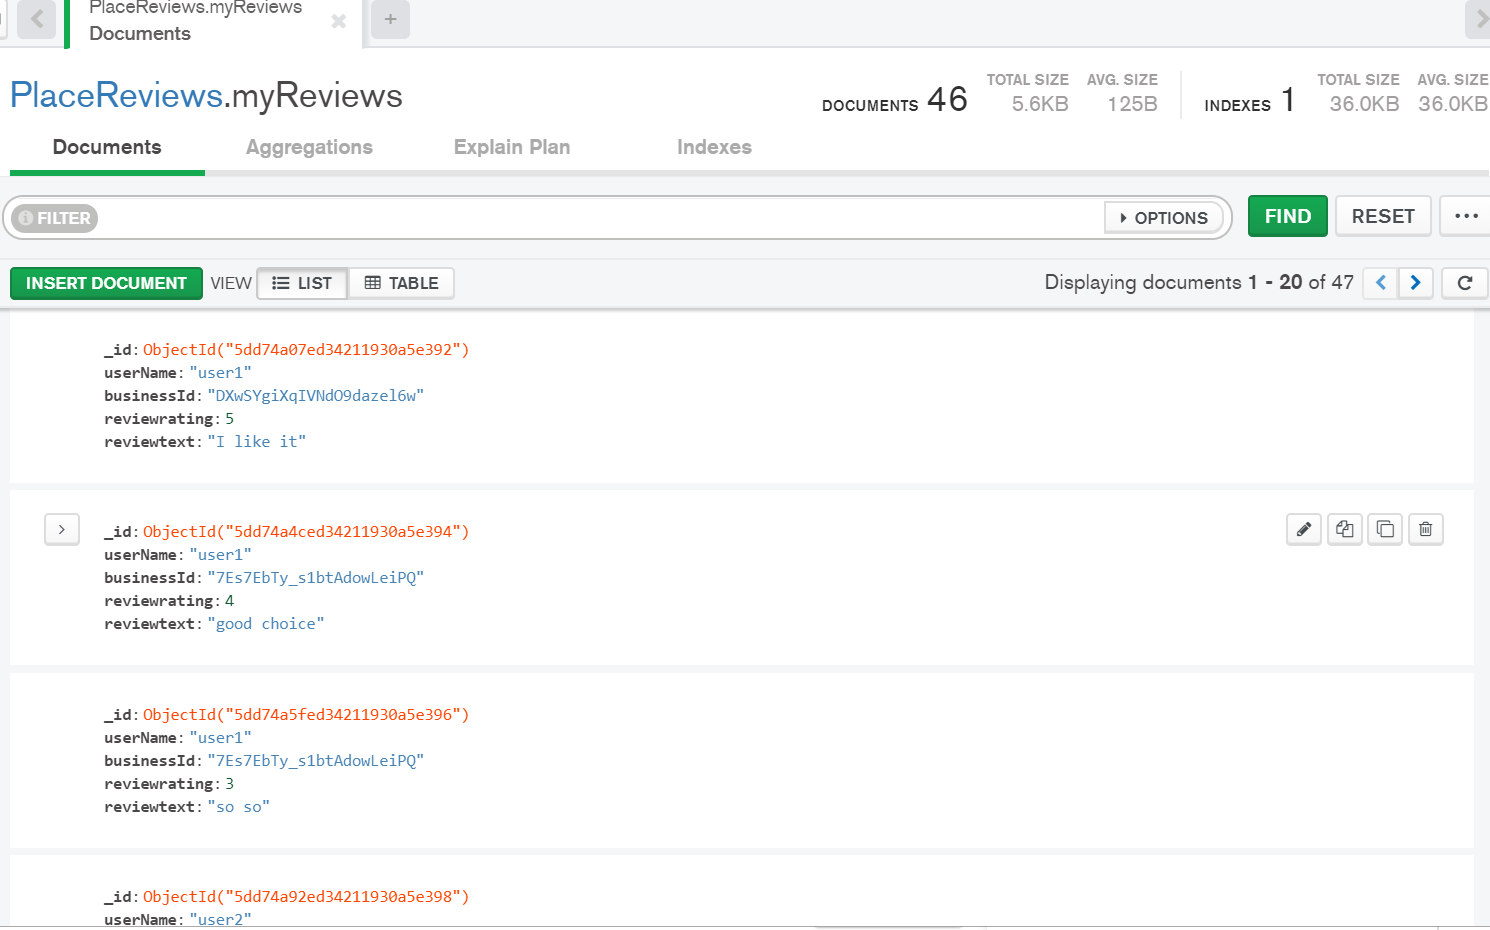 PlaceReviews.myReviews
Documents
PlaceReviews.myReviews
DOCUMENTS 46 TOTAL SIZE 5.6KB AVG. SIZE 125B INDEXES 1 TOTAL SIZE 36.0KB AVG. SIZE 36.0KB
Documents Aggregations Explain Plan Indexes
FILTER OPTIONS FIND RESET ...
INSERT DOCUMENT VIEW LIST TABLE Displaying documents 1 - 20 of 47
_id: ObjectId("5dd74a07ed34211930a5e392")
userName: "user1"
businessId: "DXwSYgiXqIVNdO9dazel6w"
reviewrating: 5
reviewtext: "I like it"
_id: ObjectId("5dd74a4ced34211930a5e394")
userName: "user1"
businessId: "7Es7EbTy_s1btAdowLeiPQ"
reviewrating: 4
reviewtext: "good choice"
_id: ObjectId("5dd74a5fed34211930a5e396")
userName: "user1"
businessId: "7Es7EbTy_s1btAdowLeiPQ"
reviewrating: 3
reviewtext: "so so"
_id: ObjectId("5dd74a92ed34211930a5e398")
userName: "user2"